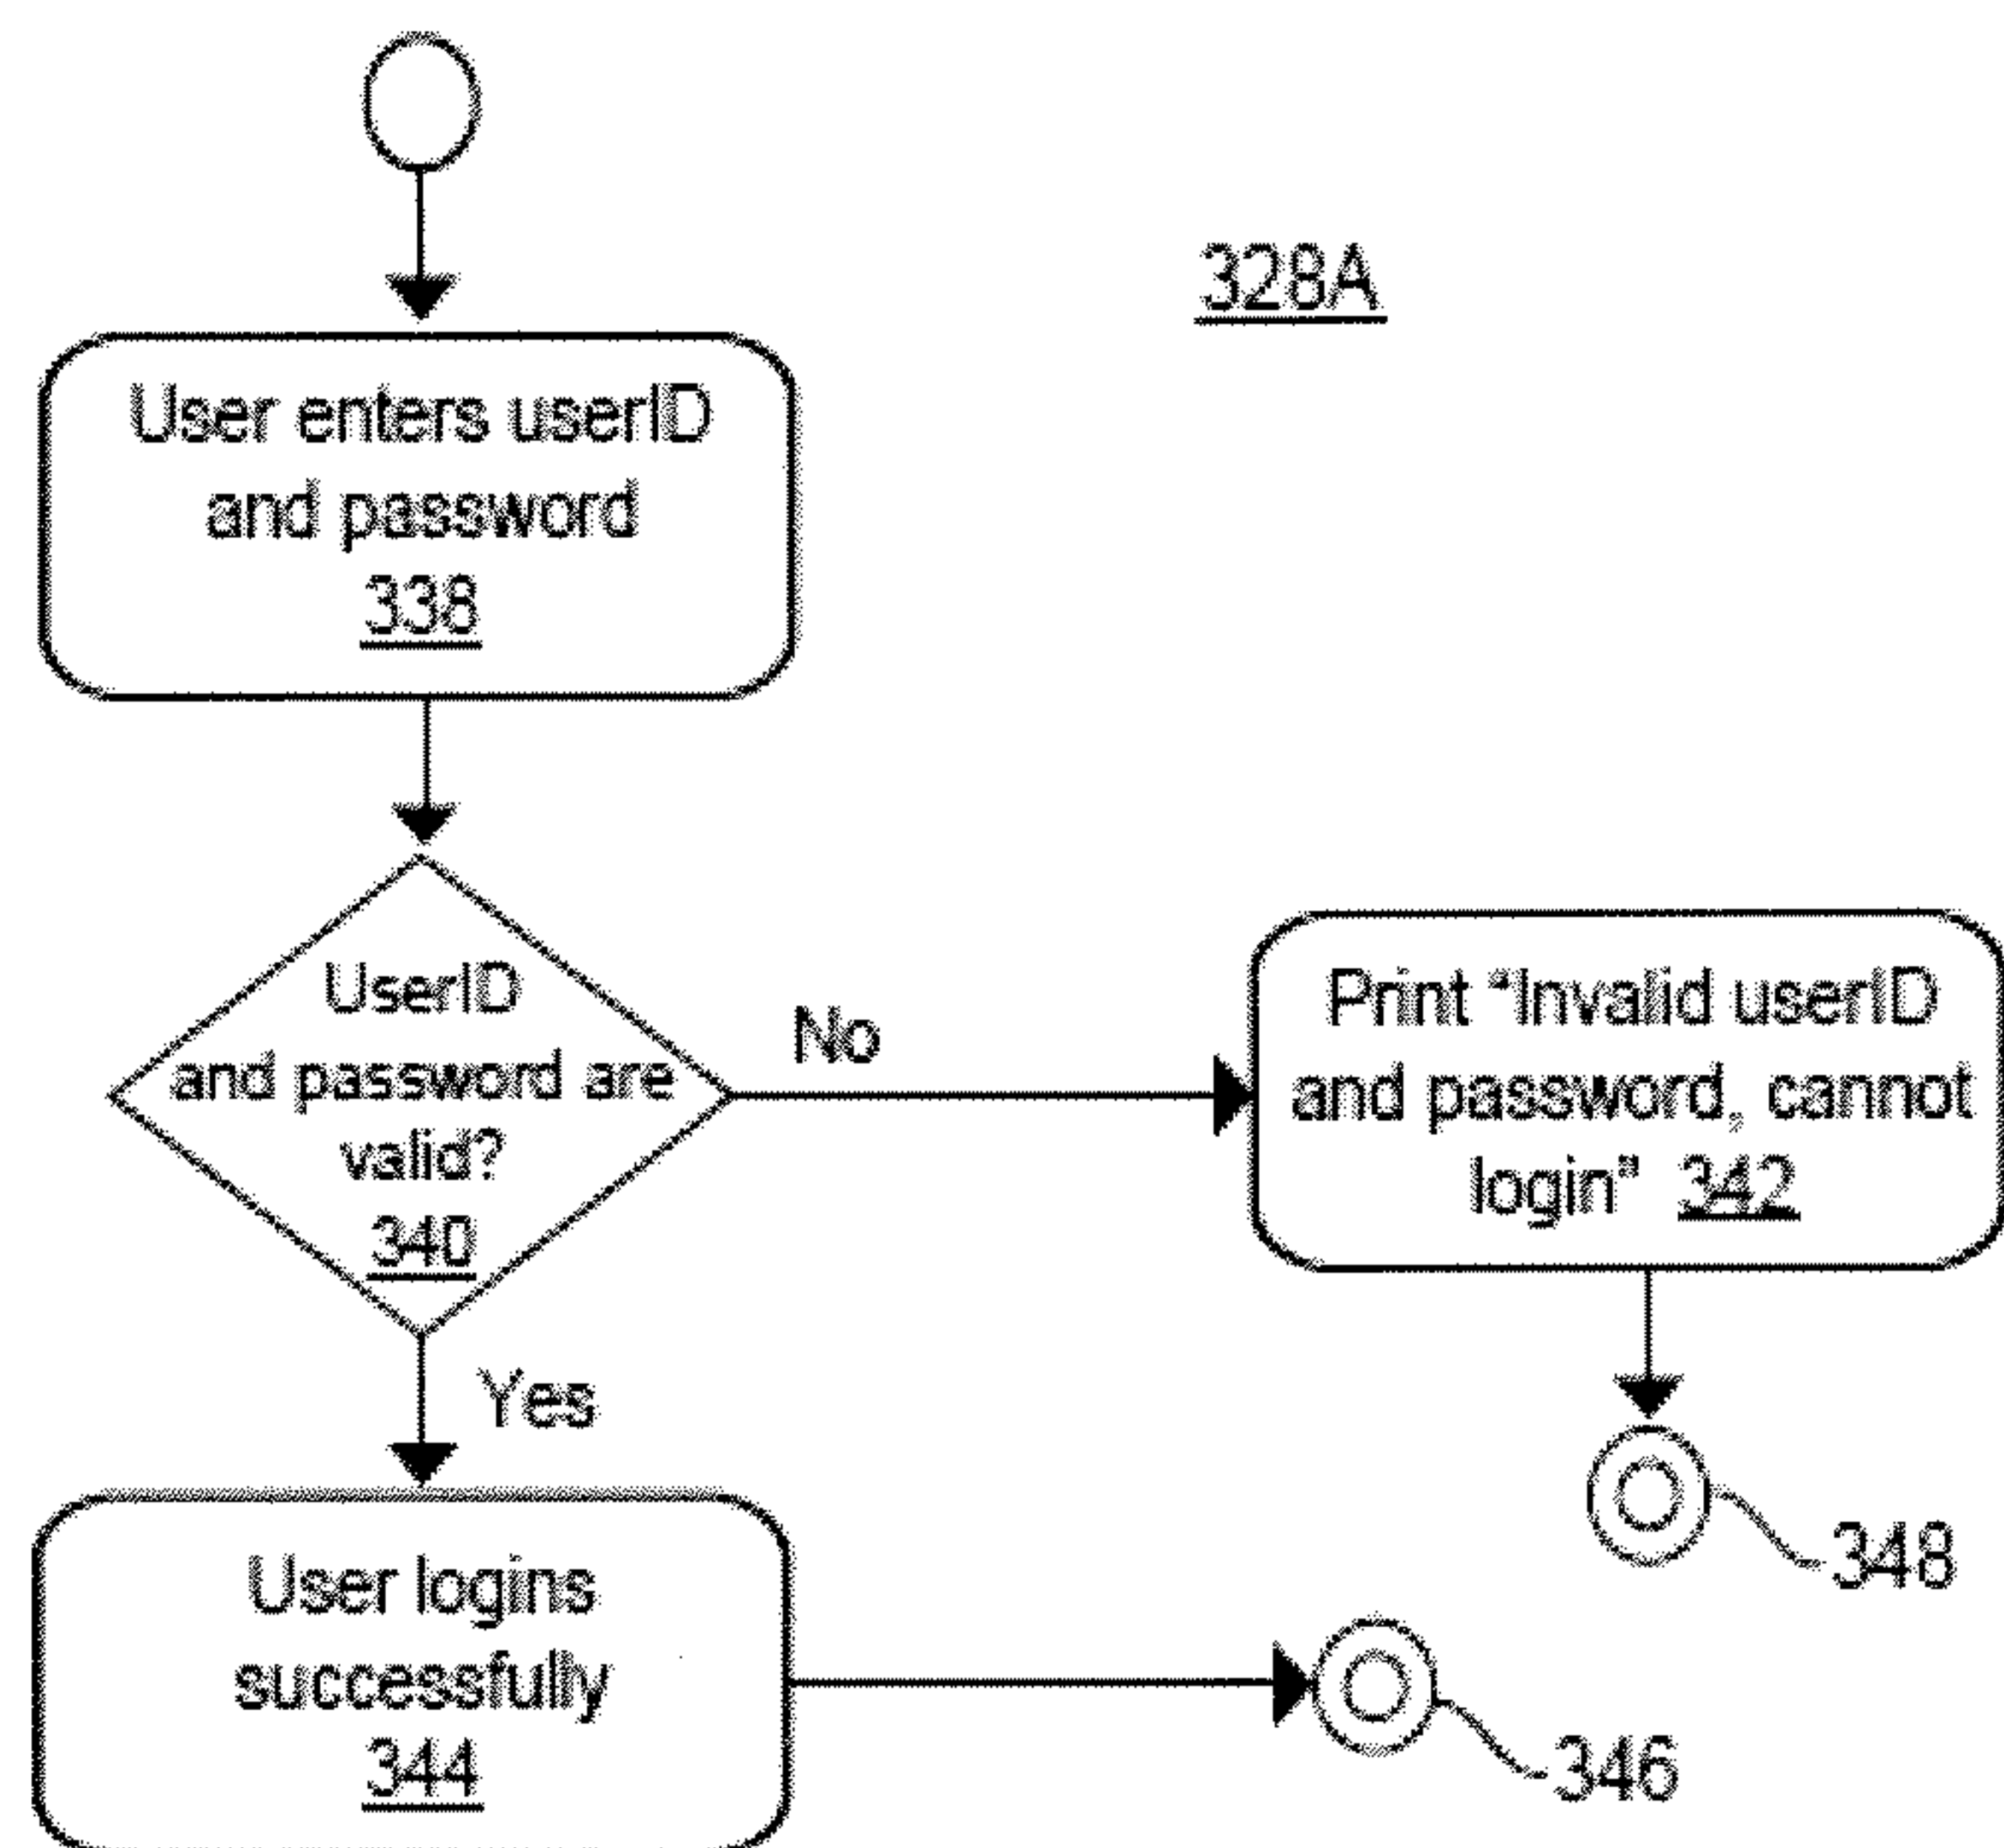 328A
User enters userID
and password
338
UserID
and password are
valid?
340
No
Print "Invalid userID
and password, cannot
login" 342
Yes
348
User logins
successfully
344
346